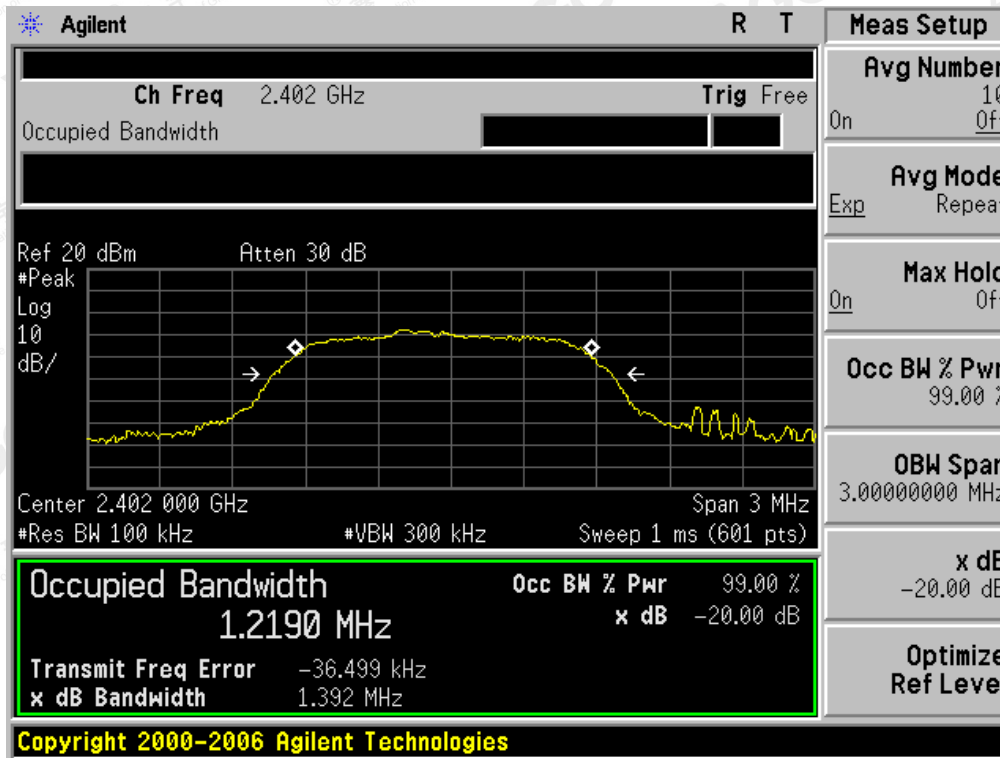 Agilent R T Meas Setup
Ch Freq 2.402 GHz Trig Free
Occupied Bandwidth
Avg Number
10
On Off
Avg Mode
Exp Repeat
Ref 20 dBm Atten 30 dB
#Peak
Log
10
dB/
Max Hold
On Off
Occ BW % Pwr
99.00 %
OBW Span
3.00000000 MHz
Center 2.402 000 GHz Span 3 MHz
#Res BW 100 kHz #VBW 300 kHz Sweep 1 ms (601 pts)
x dB
-20.00 dB
Occupied Bandwidth Occ BW % Pwr 99.00 %
1.2190 MHz x dB -20.00 dB
Transmit Freq Error -36.499 kHz
x dB Bandwidth 1.392 MHz
Optimize
Ref Level
Copyright 2000-2006 Agilent Technologies